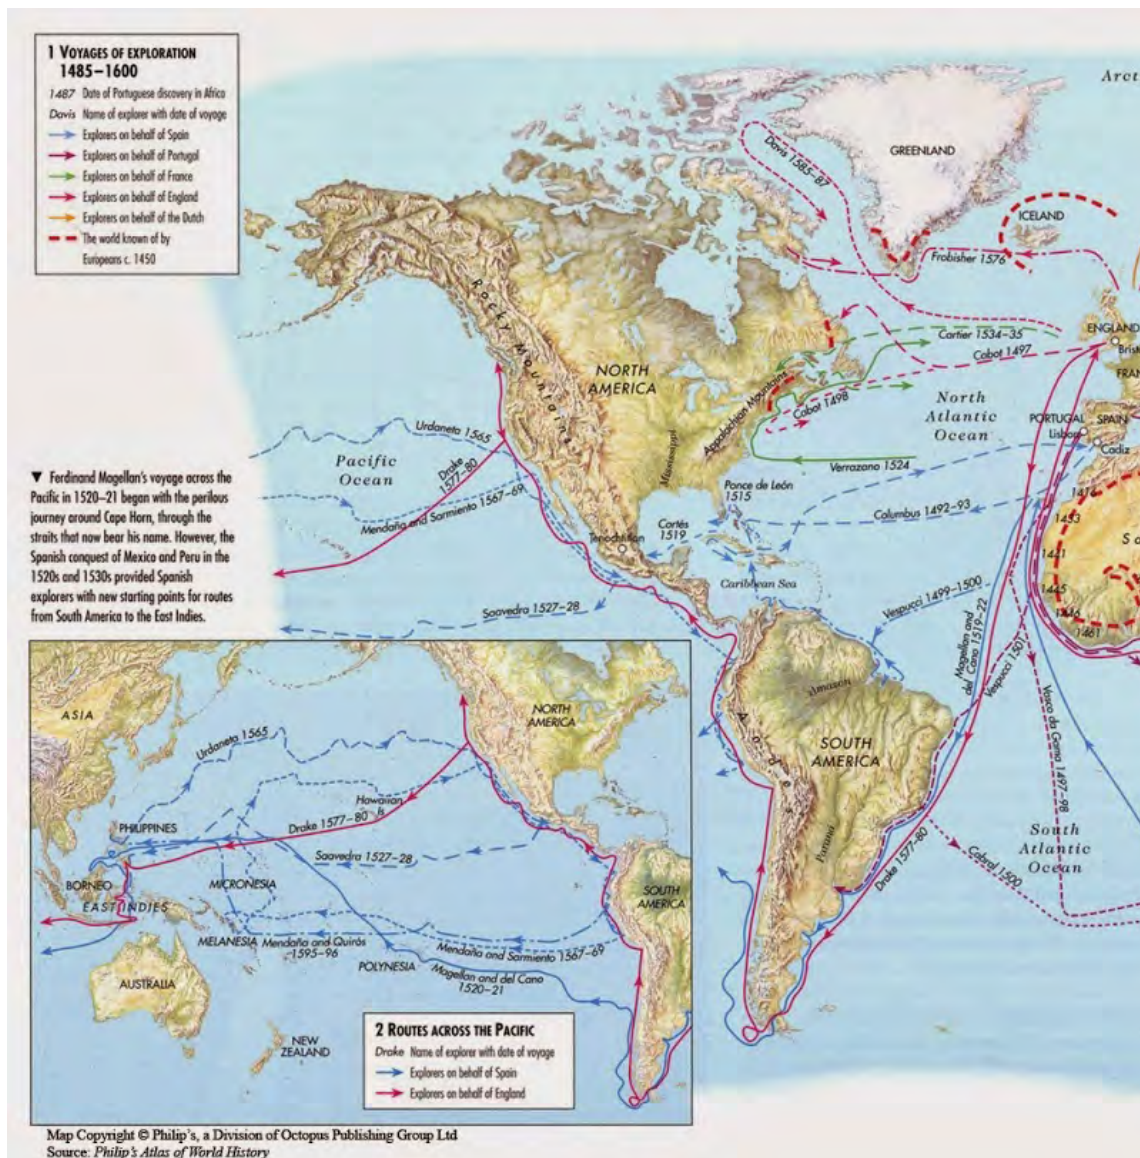 1 VOYAGES OF EXPLORATION
1485–1600
1487 Date of Portuguese discovery in Africa
Davis Name of explorer with date of voyage
Explorers on behalf of Spain
Explorers on behalf of Portugal
Explorers on behalf of France
Explorers on behalf of England
Explorers on behalf of the Dutch
The world known of by
Europeans c. 1450
Arct
GREENLAND
Davis 1585–87
ICELAND
Frobisher 1576
Rocky Mountains
NORTH
AMERICA
Cartier 1534–35
ENGLAND
Cabot 1497
Brist
FRAN
Appalachian Mountains
Cabot 1498
North
Atlantic
Ocean
PORTUGAL
SPAIN
Lisbon
Cadiz
Urdaneta 1565
Mississippi
Verrazano 1524
Pacific
Ocean
Drake
1577–80
Mendaña and Sarmiento 1567–69
Ponce de León
1515
Columbus 1492–93
Cortés
1519
Tenochtitlan
1416
1453
1441
1445
1446
1461
S a
Caribbean Sea
Saavedra 1527–28
Vespucci 1499–1500
Magellan and
del Cano 1519–22
Vespucci 1501
Vasco da Gama 1497–98
Amazon
SOUTH
AMERICA
Andes
Paraná
Drake 1577–80
Cabral 1500
South
Atlantic
Ocean
▼ Ferdinand Magellan's voyage across the
Pacific in 1520–21 began with the perilous
journey around Cape Horn, through the
straits that now bear his name. However, the
Spanish conquest of Mexico and Peru in the
1520s and 1530s provided Spanish
explorers with new starting points for routes
from South America to the East Indies.
ASIA
NORTH
AMERICA
Urdaneta 1565
Hawaiian
Is
PHILIPPINES
Drake 1577–80
Saavedra 1527–28
BORNEO
MICRONESIA
EAST INDIES
SOUTH
AMERICA
MELANESIA
Mendaña and Quirós
1595–96
Mendaña and Sarmiento 1567–69
POLYNESIA
Magellan and del Cano
1520–21
AUSTRALIA
NEW
ZEALAND
2 ROUTES ACROSS THE PACIFIC
Drake Name of explorer with date of voyage
Explorers on behalf of Spain
Explorers on behalf of England
Map Copyright © Philip's, a Division of Octopus Publishing Group Ltd
Source: Philip's Atlas of World History